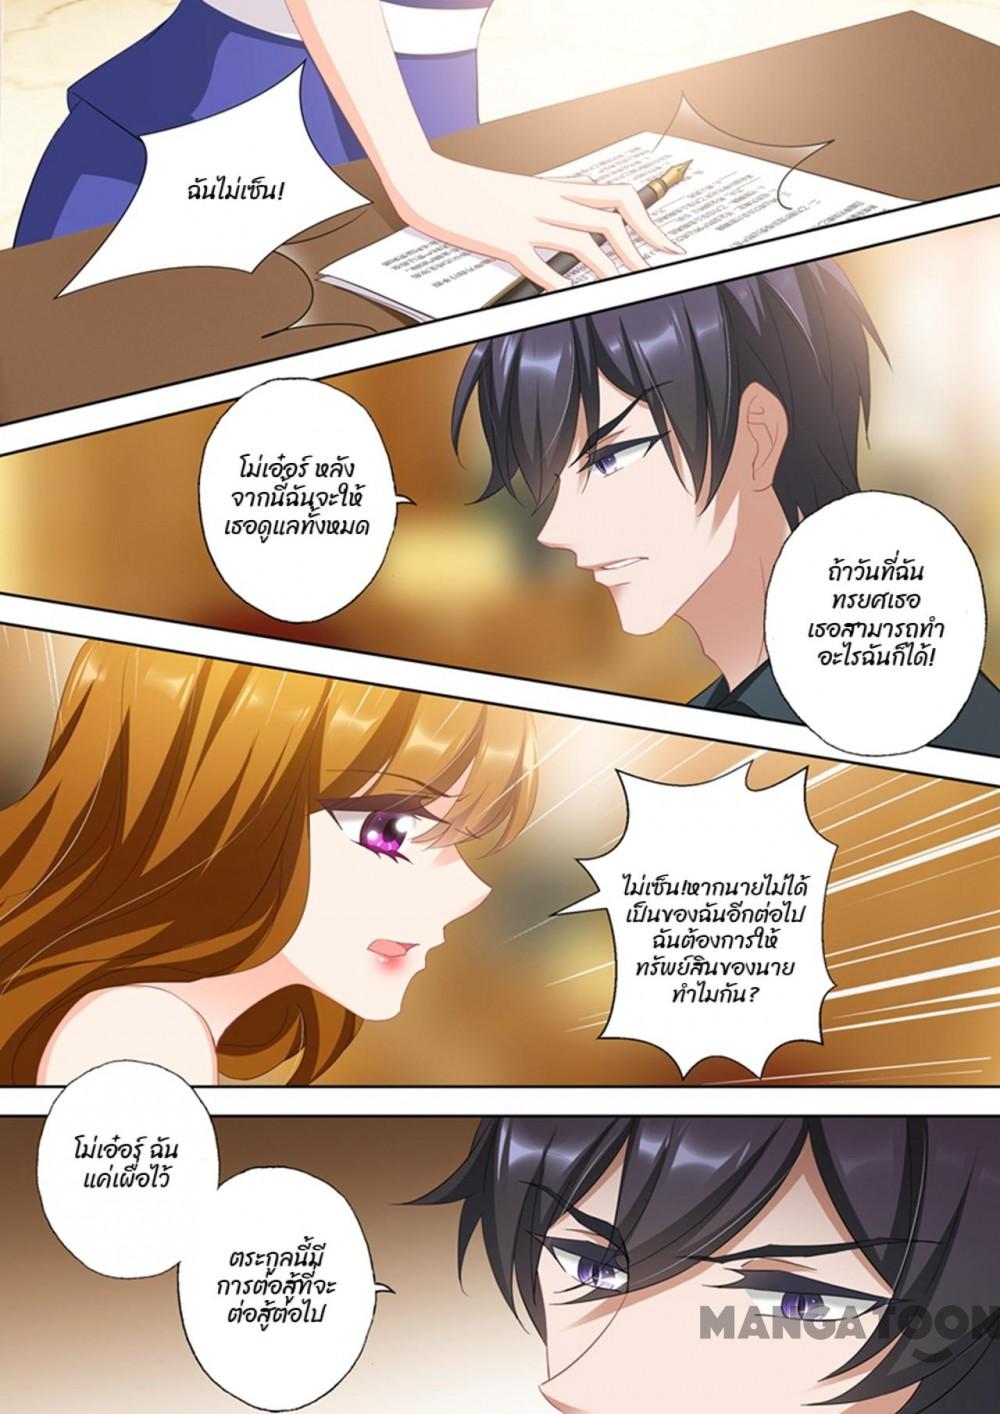 ฉันไม่เซ็น!
โม่เอ๋อร์ หลัง
จากนี้ฉันจะให้
เธอดูแลทั้งหมด
ถ้าวันที่ฉัน
ทรยศเธอ
เธอสามารถทำ
อะไรฉันก็ได้!
ไม่เซ็น!หากนายไม่ได้
เป็นของฉันอีกต่อไป
ฉันต้องการให้
ทรัพย์สินของนาย
ทำไมกัน?
โม่เอ๋อร์ ฉัน
แค่เผื่อไว้
ตระกูลนี้มี
การต่อสู้ที่จะ
ต่อสู้ต่อไป
MANGATOON